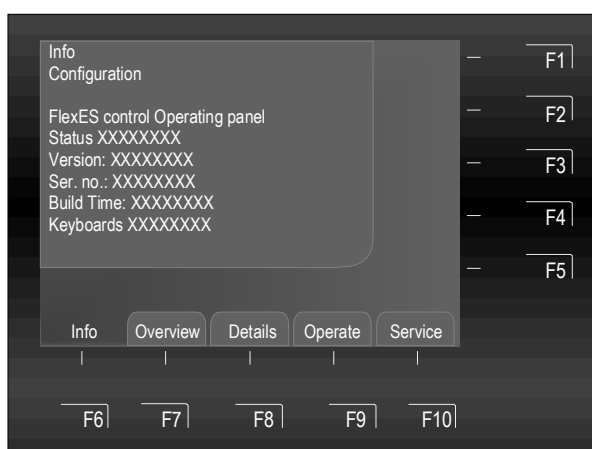 Info
Configuration
FlexES control Operating panel
Status XXXXXXXX
Version: XXXXXXXX
Ser. no.: XXXXXXXX
Build Time: XXXXXXXX
Keyboards XXXXXXXX
F1
F2
F3
F4
F5
Info Overview Details Operate Service
F6 F7 F8 F9 F10